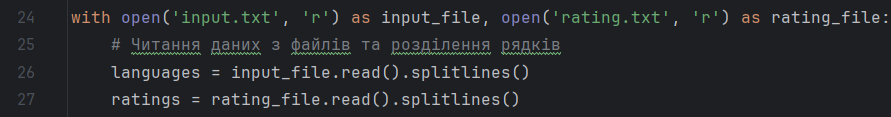 24 with open('input.txt', 'r') as input_file, open('rating.txt', 'r') as rating_file:
25 # Читання даних з файлів та розділення рядків
26 languages = input_file.read().splitlines()
27 ratings = rating_file.read().splitlines()